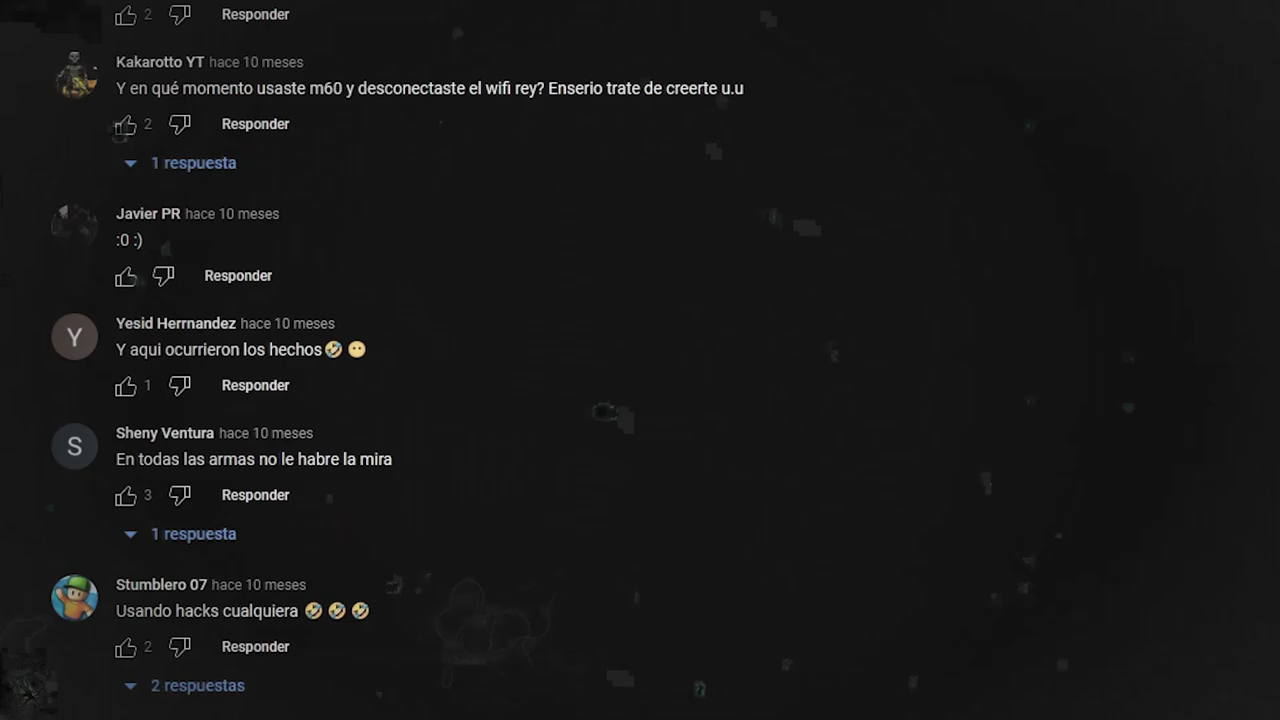 2 Responder
Kakarotto YT hace 10 meses
Y en qué momento usaste m60 y desconectaste el wifi rey? Enserio trate de creerte u.u
2 Responder
1 respuesta
Javier PR hace 10 meses
:0 :)
Responder
Yesid Herrnandez hace 10 meses
Y aqui ocurrieron los hechos🤣😶
1 Responder
Sheny Ventura hace 10 meses
En todas las armas no le habre la mira
3 Responder
1 respuesta
Stumblero 07 hace 10 meses
Usando hacks cualquiera 🤣🤣🤣
2 Responder
2 respuestas
Y
S